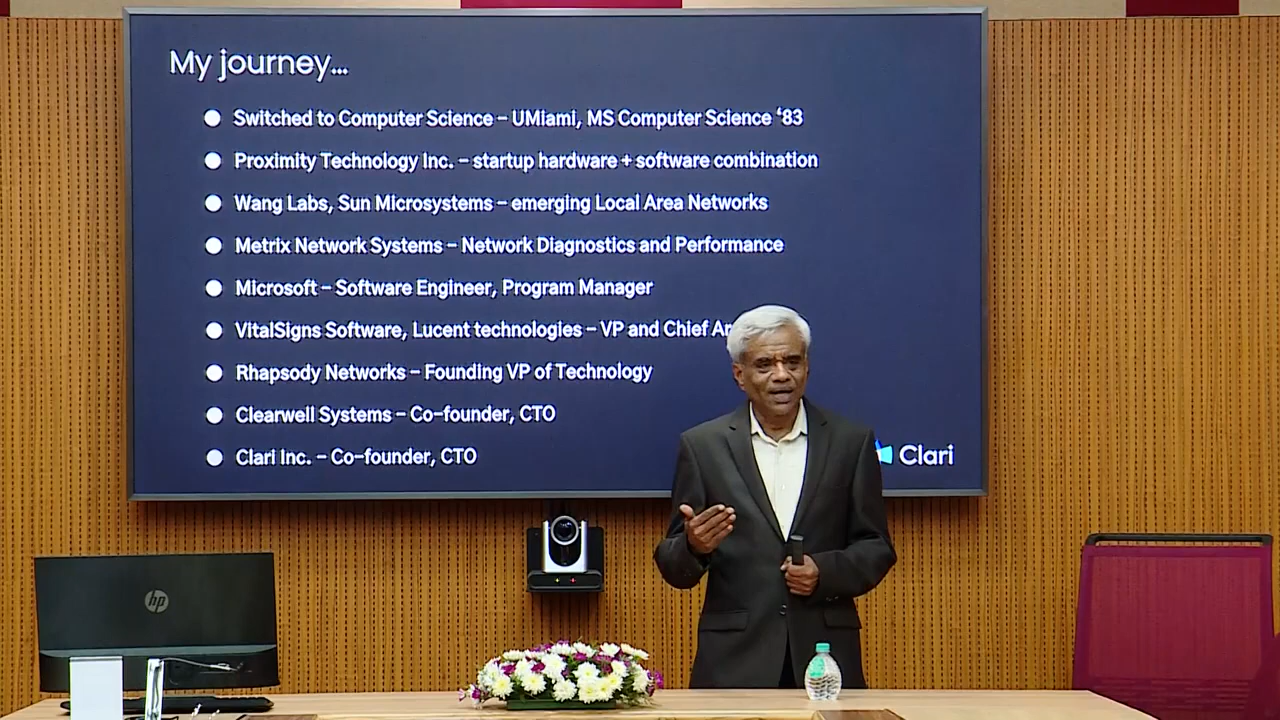 My journey...
Switched to Computer Science – UMiami, MS Computer Science ‘83
Proximity Technology Inc. – startup hardware + software combination
Wang Labs, Sun Microsystems – emerging Local Area Networks
Metrix Network Systems – Network Diagnostics and Performance
Microsoft – Software Engineer, Program Manager
VitalSigns Software, Lucent technologies – VP and Chief
Rhapsody Networks – Founding VP of Technology
Clearwell Systems – Co-founder, CTO
Clari Inc. – Co-founder, CTO
Clari
hp